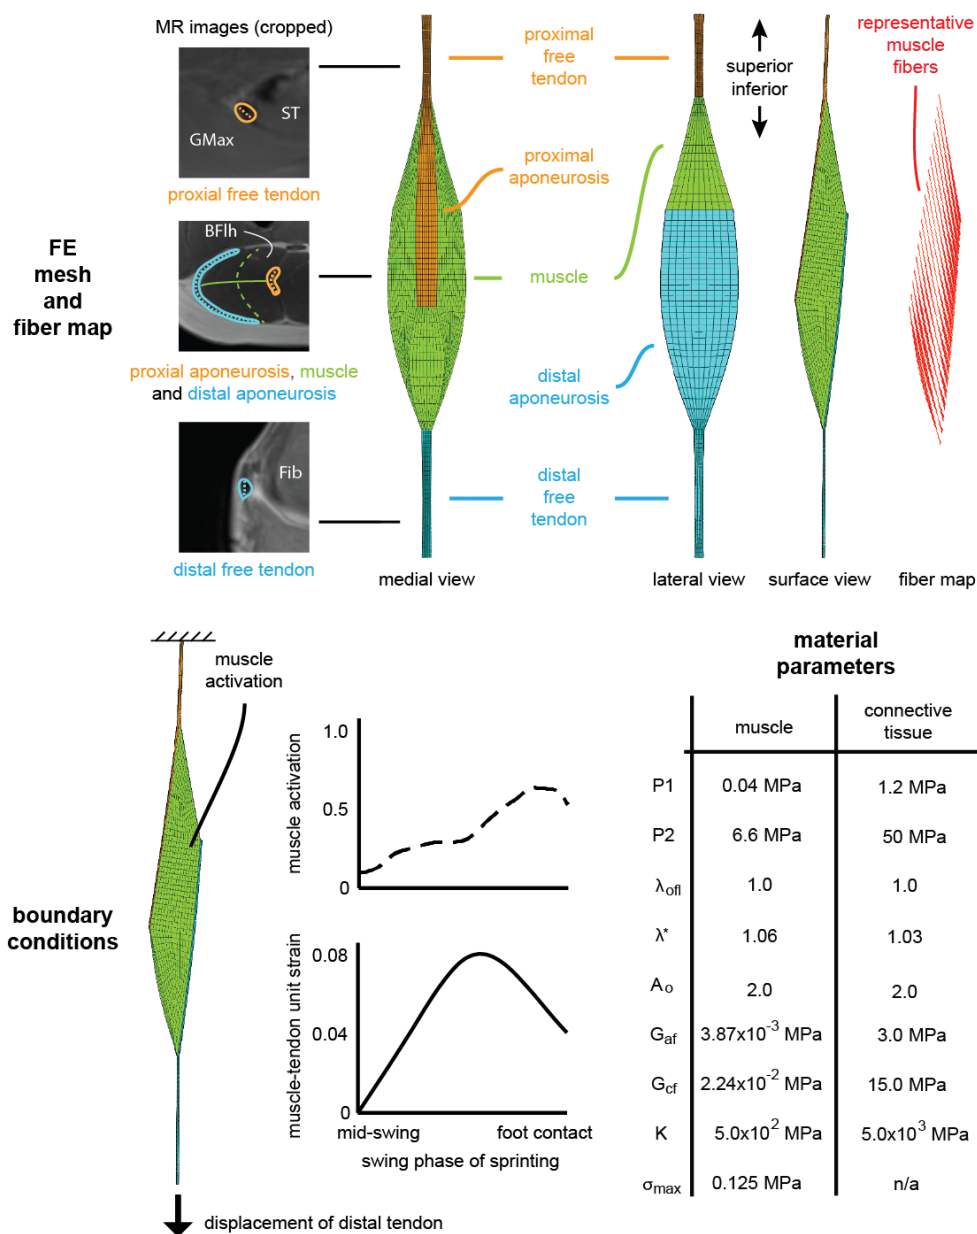 MR images (cropped)
GMax
ST
proxial free tendon
BFlh
proxial aponeurosis, muscle
and distal aponeurosis
Fib
distal free tendon
FE
mesh
and
fiber map
proximal
free
tendon
proximal
aponeurosis
muscle
distal
aponeurosis
distal
free
tendon
superior
inferior
representative
muscle
fibers
medial view
lateral view
surface view
fiber map
boundary
conditions
muscle
activation
displacement of distal tendon
muscle activation
1.0
0.5
0
muscle-tendon unit strain
0.08
0.04
0
mid-swing
foot contact
swing phase of sprinting
material
parameters
muscle
connective
tissue
P1 0.04 MPa 1.2 MPa
P2 6.6 MPa 50 MPa
λofl 1.0 1.0
λ* 1.06 1.03
Ao 2.0 2.0
Gaf 3.87x10⁻³ MPa 3.0 MPa
Gcf 2.24x10⁻² MPa 15.0 MPa
K 5.0x10² MPa 5.0x10³ MPa
σmax 0.125 MPa n/a